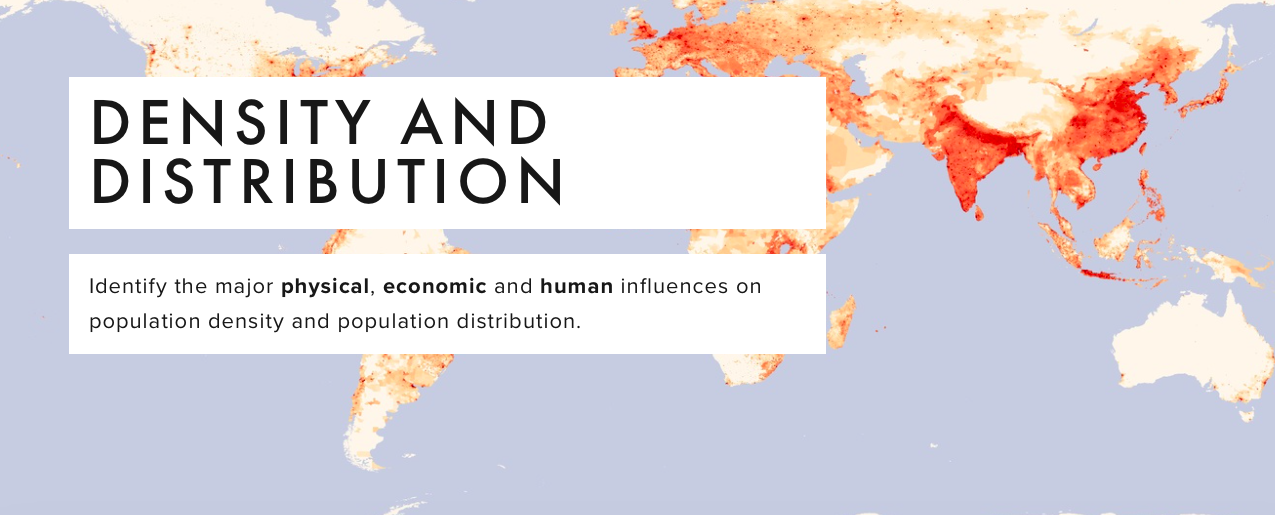 DENSITY AND
DISTRIBUTION
Identify the major physical, economic and human influences on
population density and population distribution.